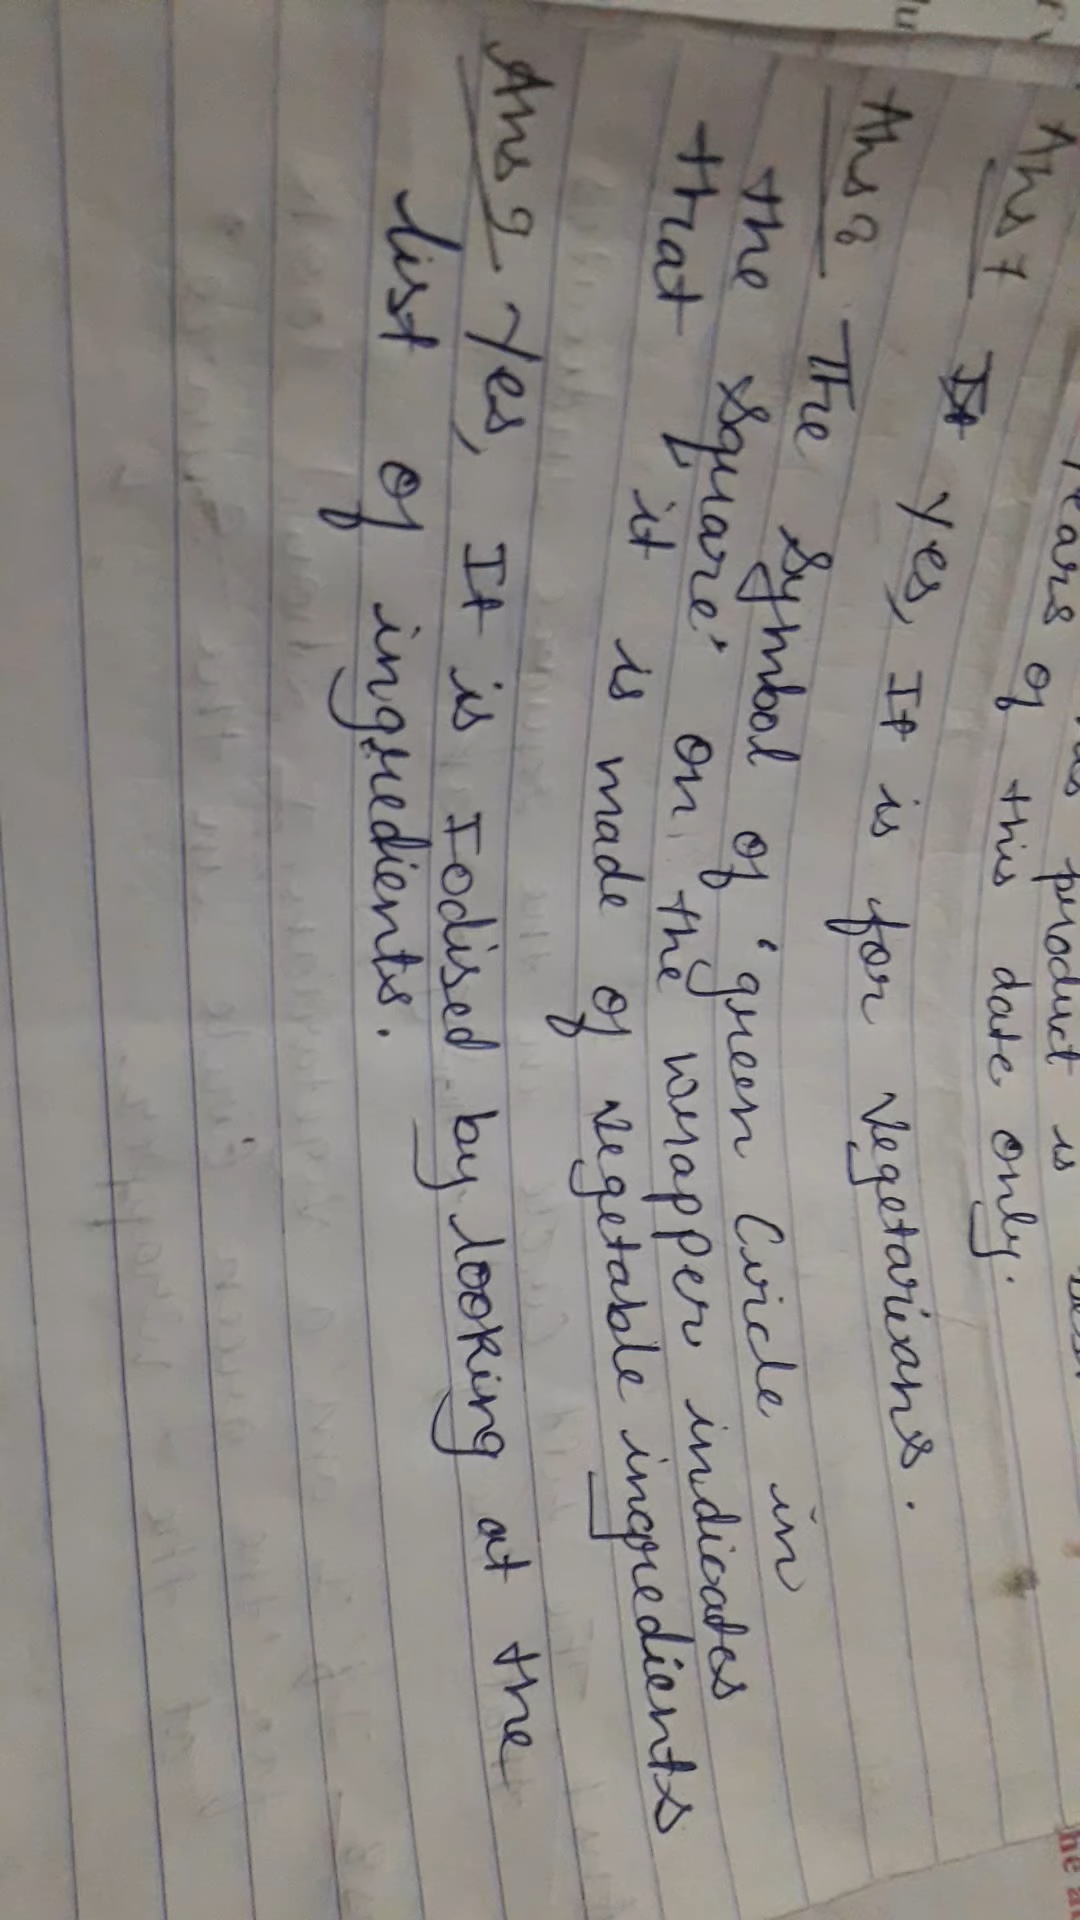 product is
years of this date only.
Ans 7 Yes, It is for vegetarians.
Ans 8 The symbol of 'green Circle in
the square' on the wrapper indicates
that it is made of vegetable ingredients
Ans 9 Yes, It is Iodised by looking at the
list of ingredients.